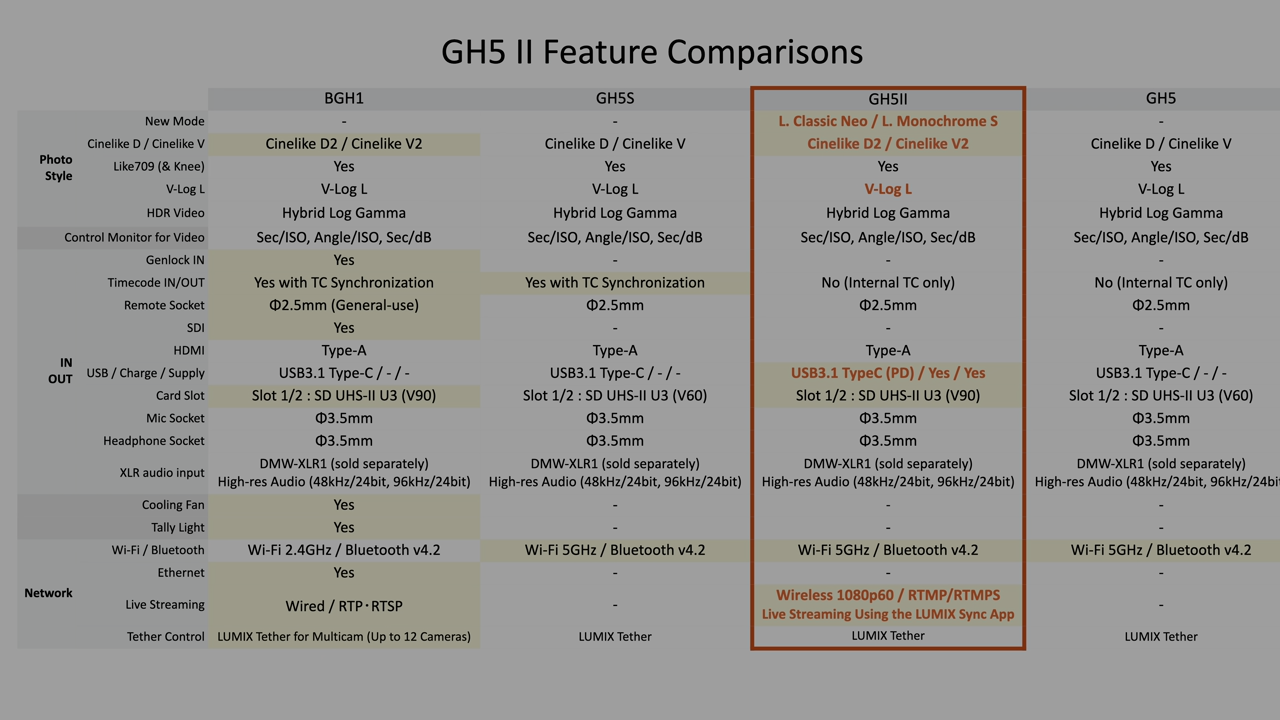 GH5 II Feature Comparisons
BGH1 GH5S GH5II GH5
Photo Style
New Mode - - L. Classic Neo / L. Monochrome S -
Cinelike D / Cinelike V Cinelike D2 / Cinelike V2 Cinelike D / Cinelike V Cinelike D2 / Cinelike V2 Cinelike D / Cinelike V
Like709 (& Knee) Yes Yes Yes Yes
V-Log L V-Log L V-Log L V-Log L V-Log L
HDR Video Hybrid Log Gamma Hybrid Log Gamma Hybrid Log Gamma Hybrid Log Gamma
Control Monitor for Video Sec/ISO, Angle/ISO, Sec/dB Sec/ISO, Angle/ISO, Sec/dB Sec/ISO, Angle/ISO, Sec/dB Sec/ISO, Angle/ISO, Sec/dB
IN OUT
Genlock IN Yes - - -
Timecode IN/OUT Yes with TC Synchronization Yes with TC Synchronization No (Internal TC only) No (Internal TC only)
Remote Socket Φ2.5mm (General-use) Φ2.5mm Φ2.5mm Φ2.5mm
SDI Yes - - -
HDMI Type-A Type-A Type-A Type-A
USB / Charge / Supply USB3.1 Type-C / - / - USB3.1 Type-C / - / - USB3.1 TypeC (PD) / Yes / Yes USB3.1 Type-C / - / -
Card Slot Slot 1/2 : SD UHS-II U3 (V90) Slot 1/2 : SD UHS-II U3 (V60) Slot 1/2 : SD UHS-II U3 (V90) Slot 1/2 : SD UHS-II U3 (V60)
Mic Socket Φ3.5mm Φ3.5mm Φ3.5mm Φ3.5mm
Headphone Socket Φ3.5mm Φ3.5mm Φ3.5mm Φ3.5mm
XLR audio input DMW-XLR1 (sold separately) DMW-XLR1 (sold separately) DMW-XLR1 (sold separately) DMW-XLR1 (sold separately)
High-res Audio (48kHz/24bit, 96kHz/24bit) High-res Audio (48kHz/24bit, 96kHz/24bit) High-res Audio (48kHz/24bit, 96kHz/24bit) High-res Audio (48kHz/24bit, 96kHz/24bit
Cooling Fan Yes - - -
Tally Light Yes - - -
Network
Wi-Fi / Bluetooth Wi-Fi 2.4GHz / Bluetooth v4.2 Wi-Fi 5GHz / Bluetooth v4.2 Wi-Fi 5GHz / Bluetooth v4.2 Wi-Fi 5GHz / Bluetooth v4.2
Ethernet Yes - - -
Live Streaming Wired / RTP・RTSP - Wireless 1080p60 / RTMP/RTMPS -
Live Streaming Using the LUMIX Sync App
Tether Control LUMIX Tether for Multicam (Up to 12 Cameras) LUMIX Tether LUMIX Tether LUMIX Tether